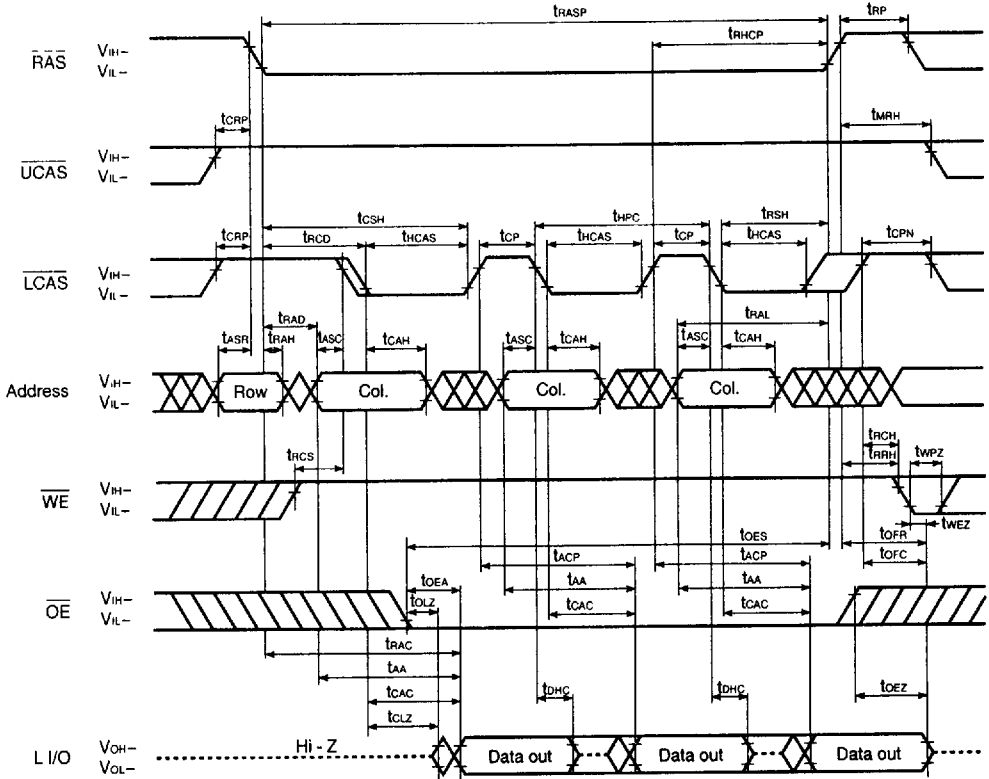 tRASP tRP
tRHCP
RAS VIH–
VIL–
tCRP tMRH
UCAS VIH–
VIL–
tCSH tHPC tRSH
tCRP tRCD tHCAS tCP tHCAS tCP tHCAS tCPN
LCAS VIH–
VIL–
tRAD tRAL
tASR tRAH tASC tCAH tASC tCAH tASC tCAH
Address VIH–
VIL–
Row Col. Col. Col.
tRCH
tRCS tRRH tWPZ
WE VIH–
VIL–
tWEZ
tOES tOFR
tACP tACP tOFC
tOEA tAA tAA
OE VIH–
VIL–
tOLZ tCAC tCAC
tRAC
tAA
tCAC tDHC tDHC tOEZ
tCLZ
L I/O VOH–
VOL–
Hi - Z Data out Data out Data out